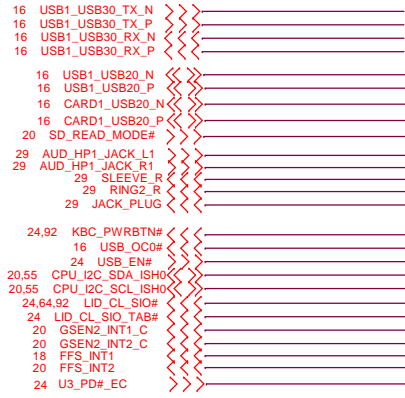 16 USB1_USB30_TX_N
16 USB1_USB30_TX_P
16 USB1_USB30_RX_N
16 USB1_USB30_RX_P
16 USB1_USB20_N
16 USB1_USB20_P
16 CARD1_USB20_N
16 CARD1_USB20_P
20 SD_READ_MODE#
29 AUD_HP1_JACK_L1
29 AUD_HP1_JACK_R1
29 SLEEVE_R
29 RING2_R
29 JACK_PLUG
24,92 KBC_PWRBTN#
16 USB_OC0#
24 USB_EN#
20,55 CPU_I2C_SDA_ISH0
20,55 CPU_I2C_SCL_ISH0
24,64,92 LID_CL_SIO#
24 LID_CL_SIO_TAB#
20 GSEN2_INT1_C
20 GSEN2_INT2_C
18 FFS_INT1
20 FFS_INT2
24 U3_PD#_EC